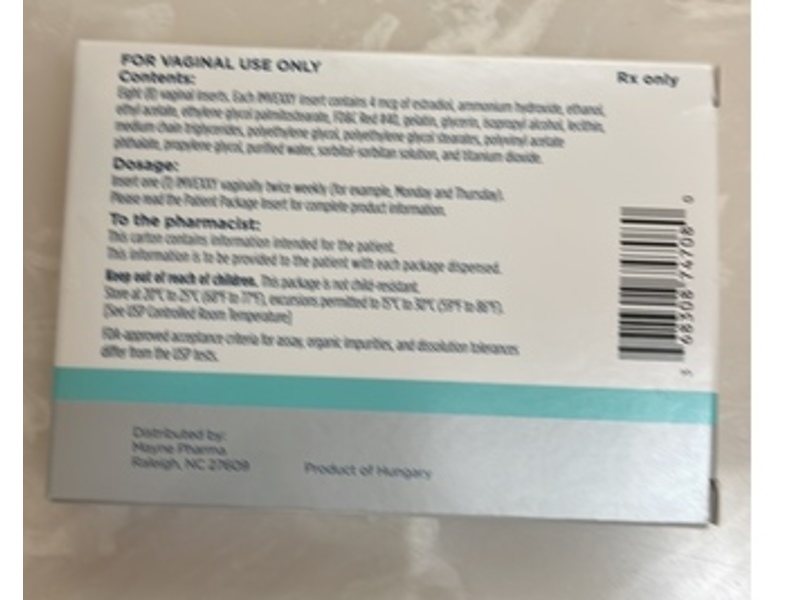 FOR VAGINAL USE ONLY
Rx only
Contents:
Eight (8) vaginal inserts. Each IMVEXXY insert contains 4 mcg of estradiol, ammonium hydroxide, ethanol,
ethyl acetate, ethylene glycol palmitostearate, FD&C Red #40, gelatin, glycerin, isopropyl alcohol, lecithin,
medium chain triglycerides, polyethylene glycol, polyethylene glycol stearates, polyvinyl acetate
phthalate, propylene glycol, purified water, sorbitol-sorbitan solution, and titanium dioxide.
Dosage:
Insert one (1) IMVEXXY vaginally twice weekly (for example, Monday and Thursday).
Please read the Patient Package Insert for complete product information.
To the pharmacist:
This carton contains information intended for the patient.
This information is to be provided to the patient with each package dispensed.
Keep out of reach of children. This package is not child-resistant.
Store at 20°C to 25°C (68°F to 77°F), excursions permitted to 15°C to 30°C (59°F to 86°F).
[See USP Controlled Room Temperature]
FDA-approved acceptance criteria for assay, organic impurities, and dissolution tolerances
differ from the USP tests.
Distributed by:
Mayne Pharma
Raleigh, NC 27609
Product of Hungary